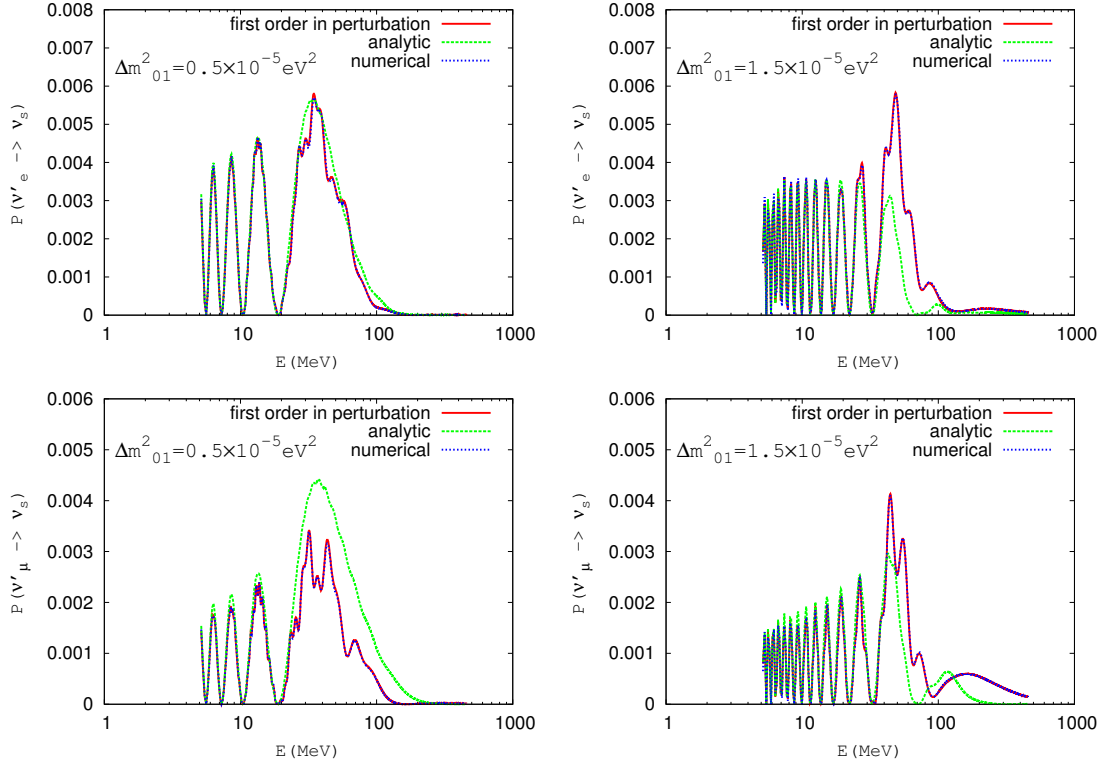 0.008
0.007
0.006
0.005
0.004
0.003
0.002
0.001
0
1
10
100
1000
P(ν'e -> νs)
E(MeV)
first order in perturbation
analytic
numerical
Δm²₀₁=0.5×10⁻⁵eV²
0.008
0.007
0.006
0.005
0.004
0.003
0.002
0.001
0
1
10
100
1000
P(ν'e -> νs)
E(MeV)
first order in perturbation
analytic
numerical
Δm²₀₁=1.5×10⁻⁵eV²
0.006
0.005
0.004
0.003
0.002
0.001
0
1
10
100
1000
P(ν'μ -> νs)
E(MeV)
first order in perturbation
analytic
numerical
Δm²₀₁=0.5×10⁻⁵eV²
0.006
0.005
0.004
0.003
0.002
0.001
0
1
10
100
1000
P(ν'μ -> νs)
E(MeV)
first order in perturbation
analytic
numerical
Δm²₀₁=1.5×10⁻⁵eV²